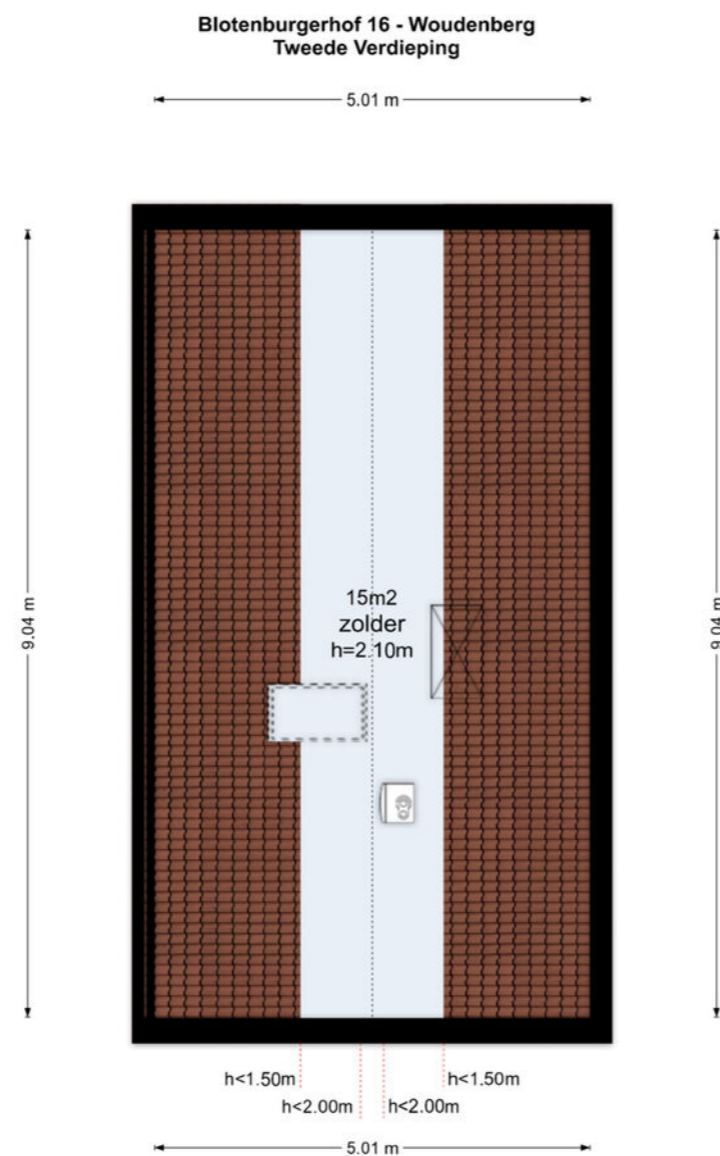 Blotenburgerhof 16 - Woudenberg
Tweede Verdieping
5.01 m
9.04 m
9.04 m
15m2
zolder
h=2.10m
h<1.50m
h<1.50m
h<2.00m
h<2.00m
5.01 m